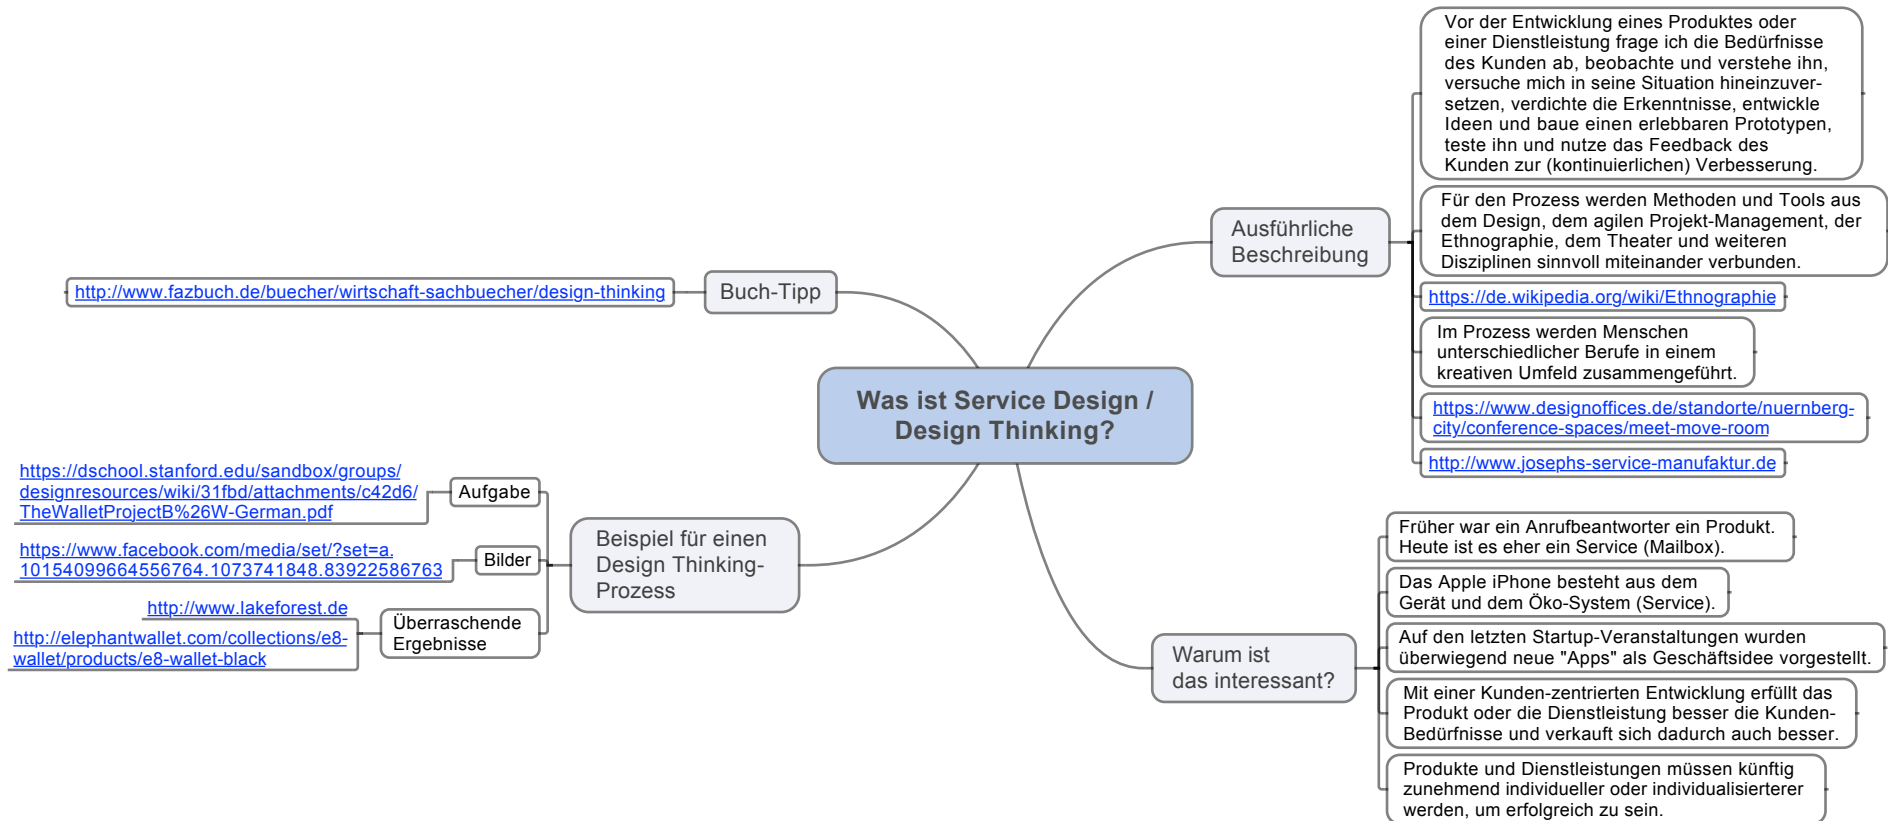 Was ist Service Design /
Design Thinking?
Ausführliche
Beschreibung
Vor der Entwicklung eines Produktes oder
einer Dienstleistung frage ich die Bedürfnisse
des Kunden ab, beobachte und verstehe ihn,
versuche mich in seine Situation hineinzuver-
setzen, verdichte die Erkenntnisse, entwickle
Ideen und baue einen erlebbaren Prototypen,
teste ihn und nutze das Feedback des
Kunden zur (kontinuierlichen) Verbesserung.
Für den Prozess werden Methoden und Tools aus
dem Design, dem agilen Projekt-Management, der
Ethnographie, dem Theater und weiteren
Disziplinen sinnvoll miteinander verbunden.
https://de.wikipedia.org/wiki/Ethnographie
Im Prozess werden Menschen
unterschiedlicher Berufe in einem
kreativen Umfeld zusammengeführt.
https://www.designoffices.de/standorte/nuernberg-
city/conference-spaces/meet-move-room
http://www.josephs-service-manufaktur.de
Warum ist
das interessant?
Früher war ein Anrufbeantworter ein Produkt.
Heute ist es eher ein Service (Mailbox).
Das Apple iPhone besteht aus dem
Gerät und dem Öko-System (Service).
Auf den letzten Startup-Veranstaltungen wurden
überwiegend neue "Apps" als Geschäftsidee vorgestellt.
Mit einer Kunden-zentrierten Entwicklung erfüllt das
Produkt oder die Dienstleistung besser die Kunden-
Bedürfnisse und verkauft sich dadurch auch besser.
Produkte und Dienstleistungen müssen künftig
zunehmend individueller oder individualisierterer
werden, um erfolgreich zu sein.
Buch-Tipp
http://www.fazbuch.de/buecher/wirtschaft-sachbuecher/design-thinking
Beispiel für einen
Design Thinking-
Prozess
Aufgabe
https://dschool.stanford.edu/sandbox/groups/
designresources/wiki/31fbd/attachments/c42d6/
TheWalletProjectB%26W-German.pdf
Bilder
https://www.facebook.com/media/set/?set=a.
10154099664556764.1073741848.83922586763
Überraschende
Ergebnisse
http://www.lakeforest.de
http://elephantwallet.com/collections/e8-
wallet/products/e8-wallet-black